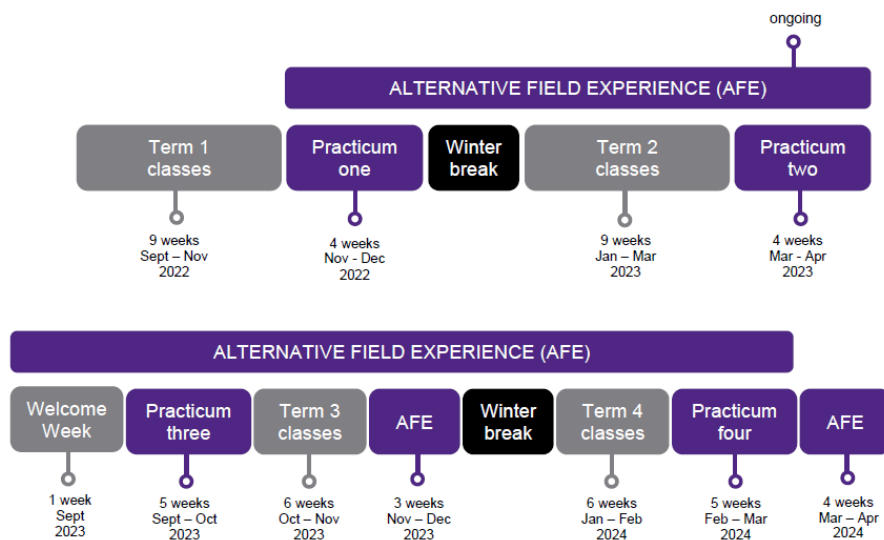 ongoing
ALTERNATIVE FIELD EXPERIENCE (AFE)
Term 1
classes
Practicum
one
Winter
break
Term 2
classes
Practicum
two
9 weeks
Sept – Nov
2022
4 weeks
Nov - Dec
2022
9 weeks
Jan – Mar
2023
4 weeks
Mar - Apr
2023
ALTERNATIVE FIELD EXPERIENCE (AFE)
Welcome
Week
Practicum
three
Term 3
classes
AFE
Winter
break
Term 4
classes
Practicum
four
AFE
1 week
Sept
2023
5 weeks
Sept – Oct
2023
6 weeks
Oct – Nov
2023
3 weeks
Nov – Dec
2023
6 weeks
Jan – Feb
2024
5 weeks
Feb – Mar
2024
4 weeks
Mar – Apr
2024